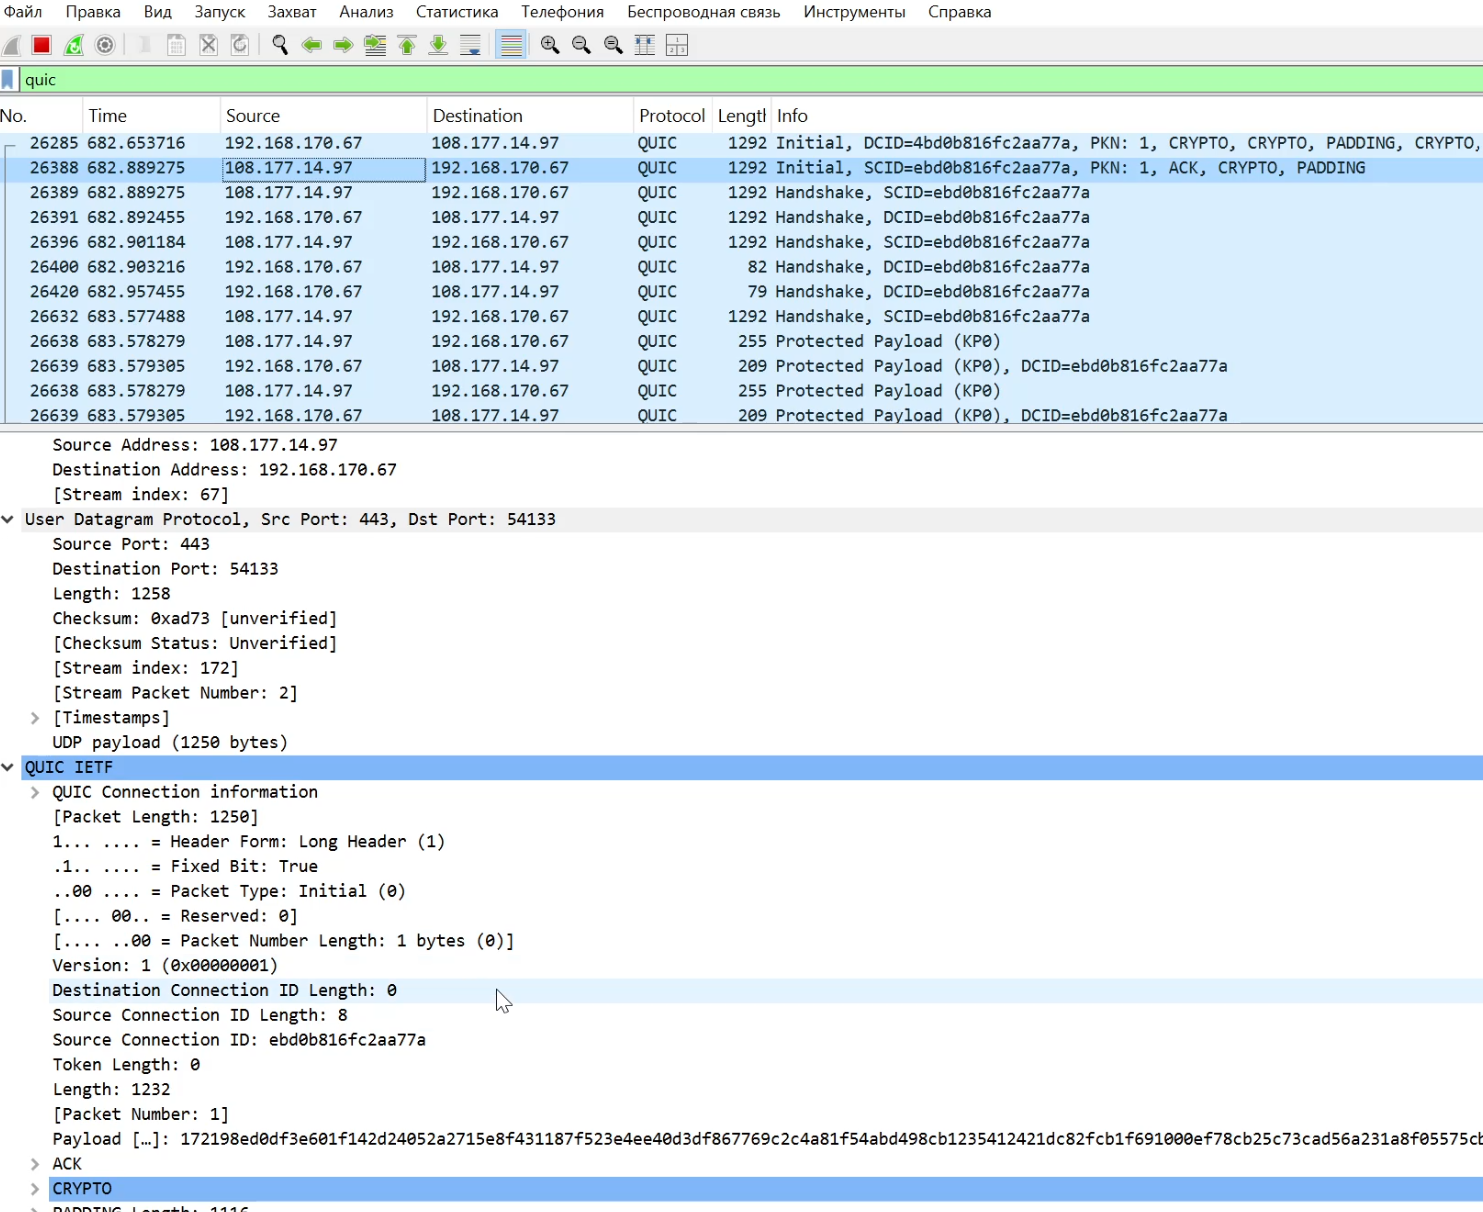 Файл Правка Вид Запуск Захват Анализ Статистика Телефония Беспроводная связь Инструменты Справка
quic
No. Time Source Destination Protocol Lengtl Info
26285 682.653716 192.168.170.67 108.177.14.97 QUIC 1292 Initial, DCID=4bd0b816fc2aa77a, PKN: 1, CRYPTO, CRYPTO, PADDING, CRYPTO,
26388 682.889275 108.177.14.97 192.168.170.67 QUIC 1292 Initial, SCID=ebd0b816fc2aa77a, PKN: 1, ACK, CRYPTO, PADDING
26389 682.889275 108.177.14.97 192.168.170.67 QUIC 1292 Handshake, SCID=ebd0b816fc2aa77a
26391 682.892455 192.168.170.67 108.177.14.97 QUIC 1292 Handshake, DCID=ebd0b816fc2aa77a
26396 682.901184 108.177.14.97 192.168.170.67 QUIC 1292 Handshake, SCID=ebd0b816fc2aa77a
26400 682.903216 192.168.170.67 108.177.14.97 QUIC 82 Handshake, DCID=ebd0b816fc2aa77a
26420 682.957455 192.168.170.67 108.177.14.97 QUIC 79 Handshake, DCID=ebd0b816fc2aa77a
26632 683.577488 108.177.14.97 192.168.170.67 QUIC 1292 Handshake, SCID=ebd0b816fc2aa77a
26638 683.578279 108.177.14.97 192.168.170.67 QUIC 255 Protected Payload (KP0)
26639 683.579305 192.168.170.67 108.177.14.97 QUIC 209 Protected Payload (KP0), DCID=ebd0b816fc2aa77a
26638 683.578279 108.177.14.97 192.168.170.67 QUIC 255 Protected Payload (KP0)
26639 683.579305 192.168.170.67 108.177.14.97 QUIC 209 Protected Payload (KP0), DCID=ebd0b816fc2aa77a
Source Address: 108.177.14.97
Destination Address: 192.168.170.67
[Stream index: 67]
User Datagram Protocol, Src Port: 443, Dst Port: 54133
Source Port: 443
Destination Port: 54133
Length: 1258
Checksum: 0xad73 [unverified]
[Checksum Status: Unverified]
[Stream index: 172]
[Stream Packet Number: 2]
[Timestamps]
UDP payload (1250 bytes)
QUIC IETF
QUIC Connection information
[Packet Length: 1250]
1... .... = Header Form: Long Header (1)
.1.. .... = Fixed Bit: True
..00 .... = Packet Type: Initial (0)
[.... 00.. = Reserved: 0]
[.... ..00 = Packet Number Length: 1 bytes (0)]
Version: 1 (0x00000001)
Destination Connection ID Length: 0
Source Connection ID Length: 8
Source Connection ID: ebd0b816fc2aa77a
Token Length: 0
Length: 1232
[Packet Number: 1]
Payload […]: 172198ed0df3e601f142d24052a2715e8f431187f523e4ee40d3df867769c2c4a81f54abd498cb1235412421dc82fcb1f691000ef78cb25c73cad56a231a8f05575cb
ACK
CRYPTO
PADDING Length: 1116